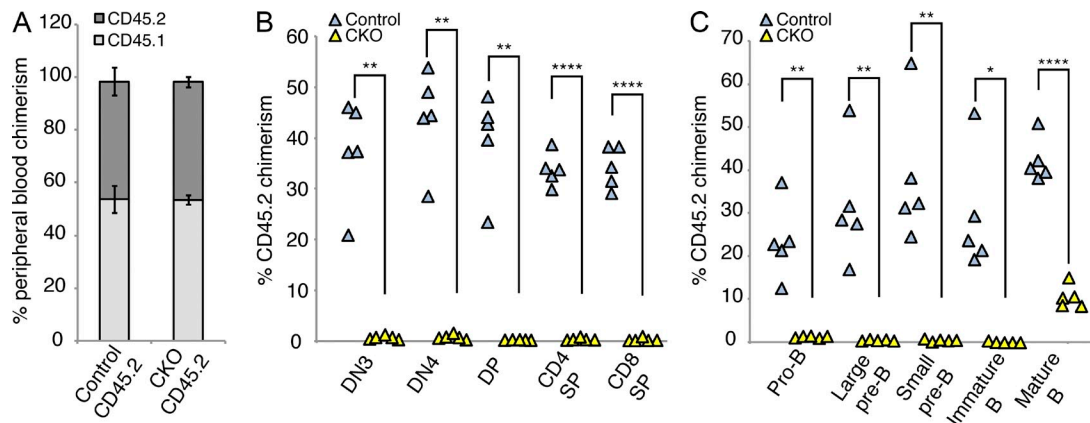 A
CD45.2
CD45.1
% peripheral blood chimerism
120
100
80
60
40
20
0
Control
CD45.2
CKO
CD45.2
B
Control
CKO
% CD45.2 chimerism
60
50
40
30
20
10
0
**
**
**
****
****
DN3
DN4
DP
CD4
SP
CD8
SP
C
Control
CKO
% CD45.2 chimerism
70
60
50
40
30
20
10
0
**
**
**
*
****
Pro-B
Large
pre-B
Small
pre-B
Immature
B
Mature
B